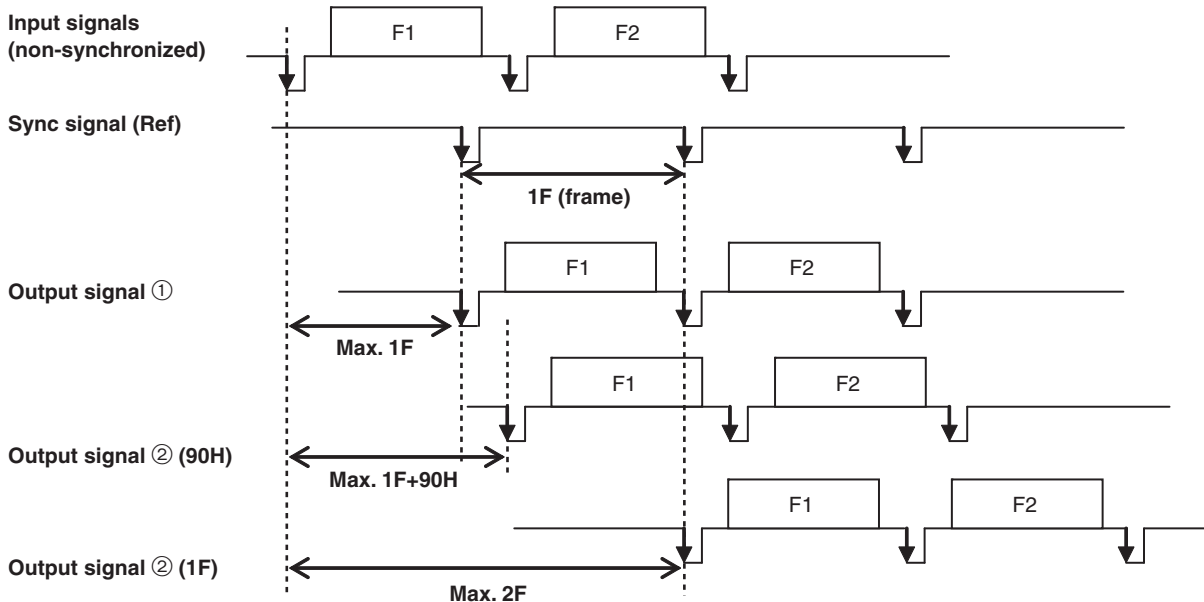 Input signals
(non-synchronized)
F1
F2
Sync signal (Ref)
1F (frame)
F1
F2
Output signal ①
Max. 1F
F1
F2
Output signal ② (90H)
Max. 1F+90H
F1
F2
Output signal ② (1F)
Max. 2F